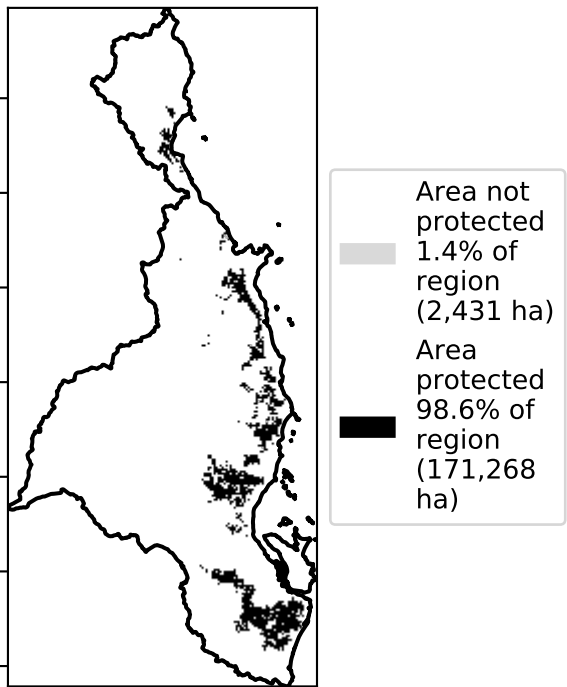 Area not
protected
1.4% of
region
(2,431 ha)
Area
protected
98.6% of
region
(171,268
ha)